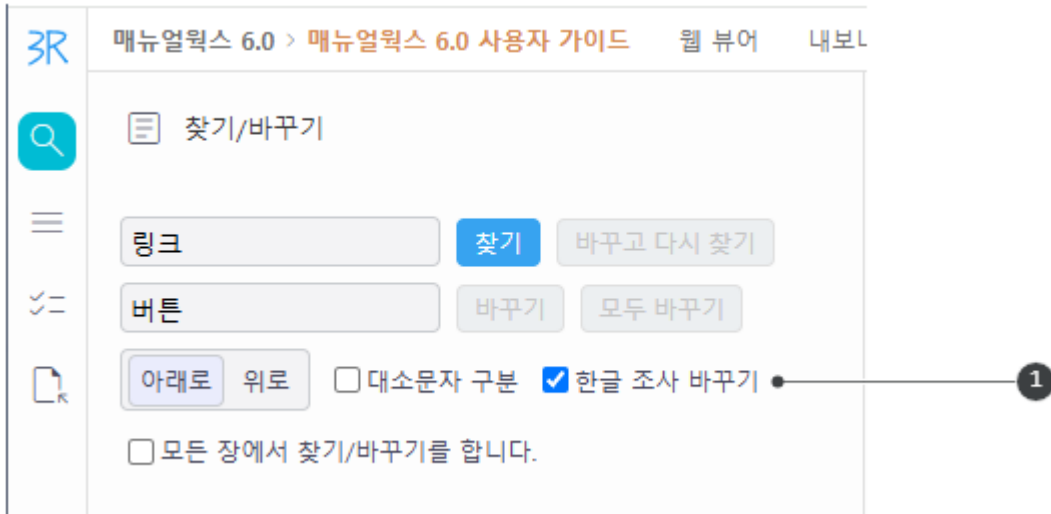 3R 매뉴얼웍스 6.0 > 매뉴얼웍스 6.0 사용자 가이드 웹 뷰어
찾기/바꾸기
링크 찾기 바꾸고 다시 찾기
버튼 바꾸기 모두 바꾸기
아래로 위로 대소문자 구분 한글 조사 바꾸기 1
모든 장에서 찾기/바꾸기를 합니다.